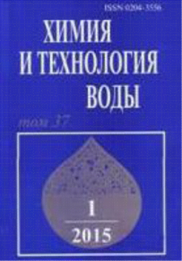 ISSN 0204-3556
ХИМИЯ
И ТЕХНОЛОГИЯ
ВОДЫ
том 37
1
2015